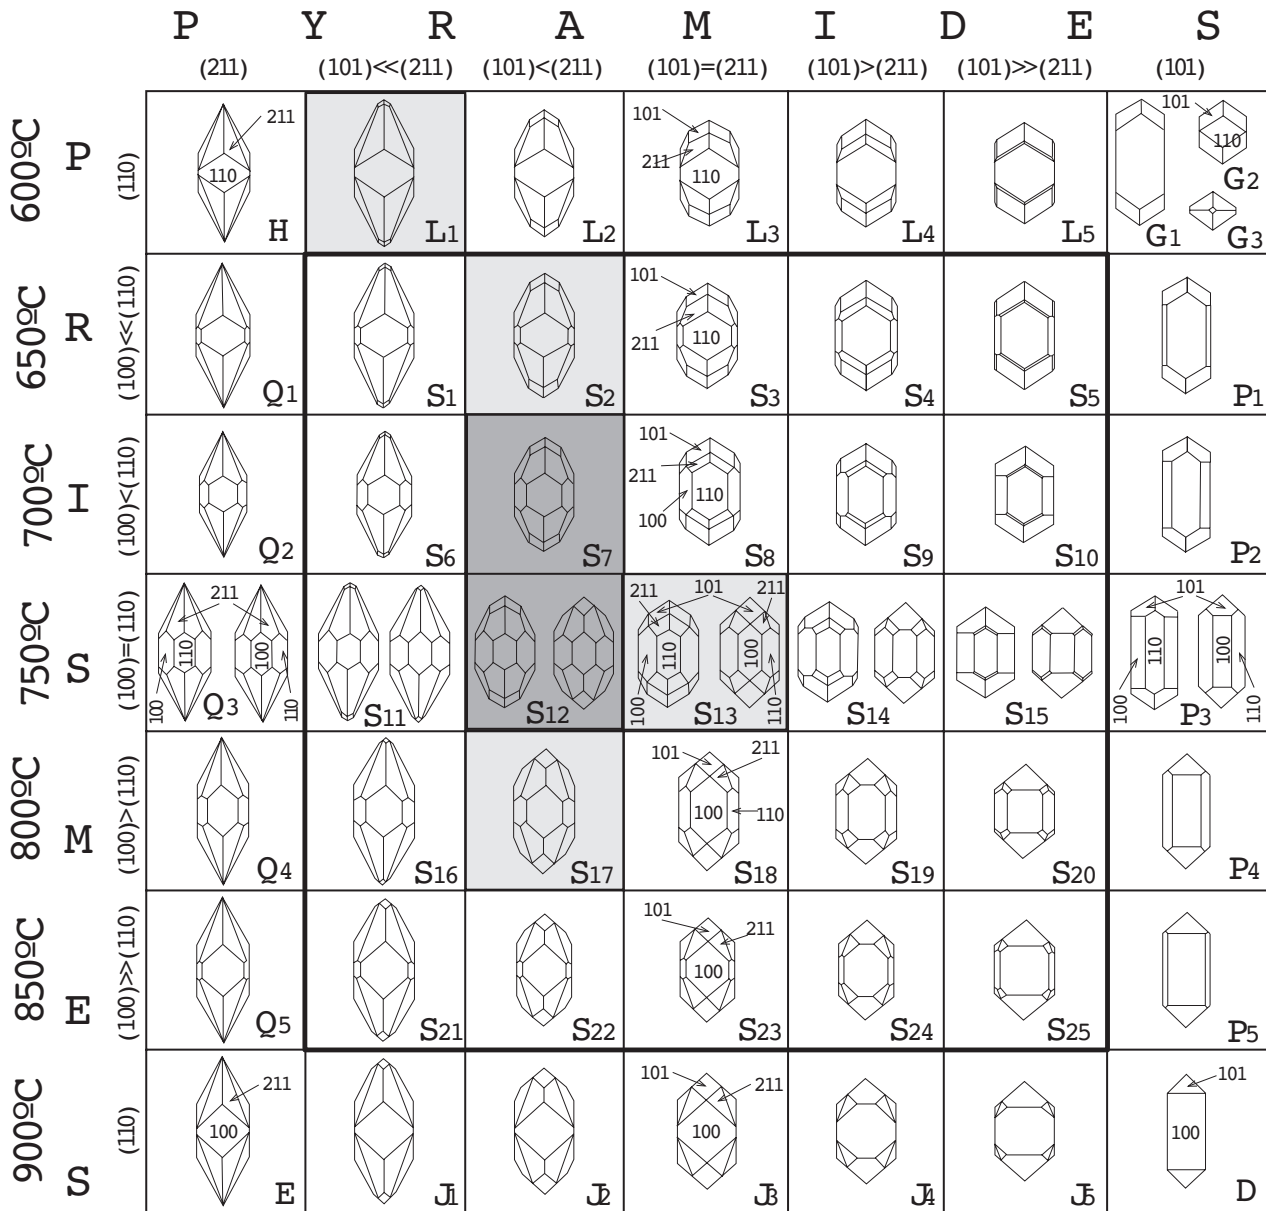 P Y R A M I D E S
(211) (101)<<(211) (101)<(211) (101)=(211) (101)>(211) (101)>>(211) (101)
600ºC P (110)
211 110 H
L1
L2
101 211 110 L3
L4
L5
101 110 G1 G2 G3
650ºC R (100)<<(110)
Q1
S1
S2
101 211 110 S3
S4
S5
P1
700ºC I (100)<(110)
Q2
S6
S7
101 211 100 110 S8
S9
S10
P2
750ºC S (100)=(110)
211 110 100 100 110 Q3
S11
S12
211 101 211 110 100 100 110 S13
S14
S15
101 110 100 100 110 P3
800ºC M (100)>(110)
Q4
S16
S17
101 211 100 110 S18
S19
S20
P4
850ºC E (100)>>(110)
Q5
S21
S22
101 211 100 S23
S24
S25
P5
900ºC S (110)
211 100 E
J1
J2
101 211 100 J3
J4
J5
101 100 D